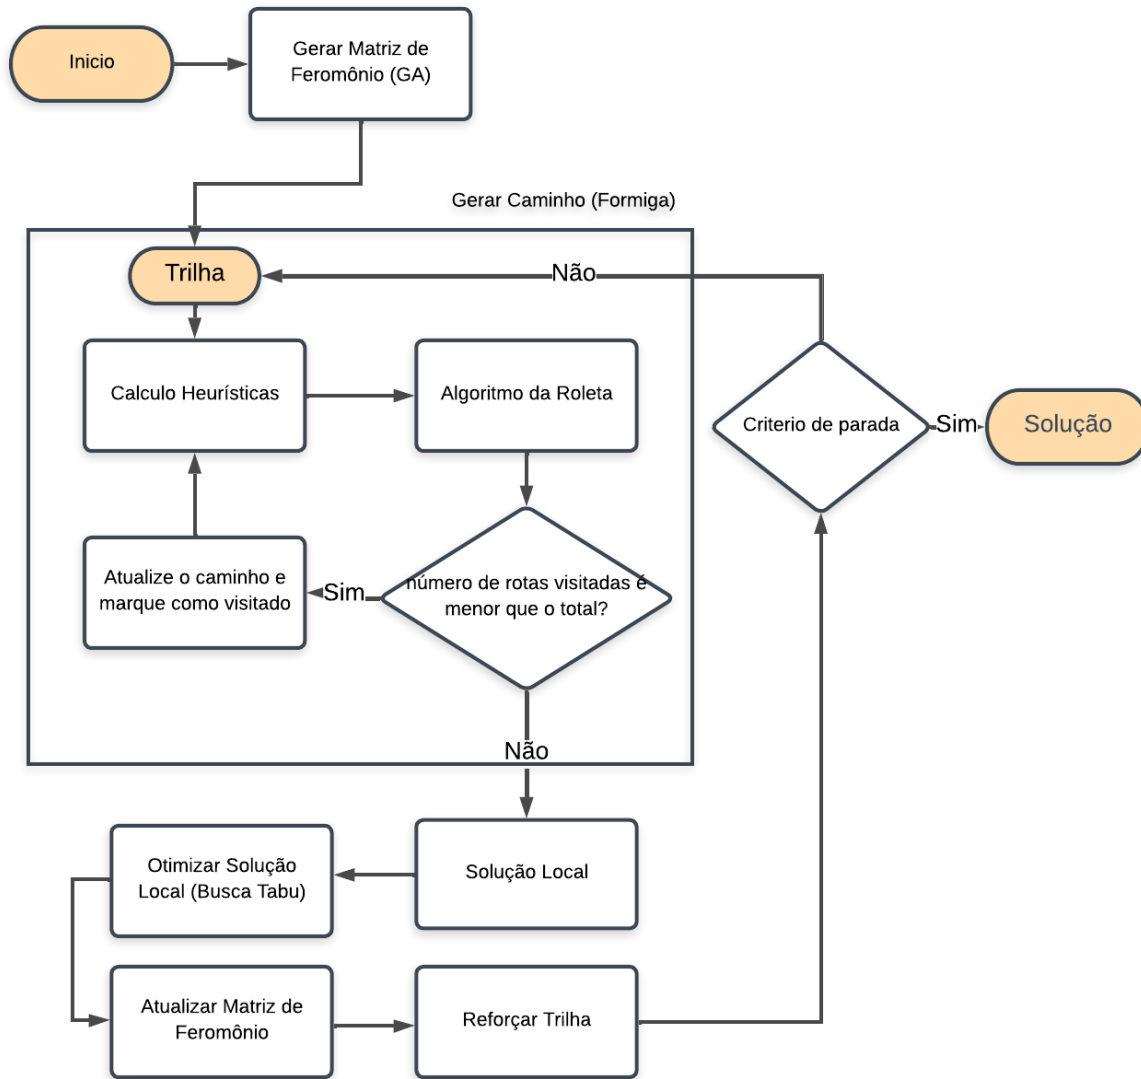 Inicio
Gerar Matriz de
Feromônio (GA)
Gerar Caminho (Formiga)
Trilha
Não
Calculo Heurísticas
Algoritmo da Roleta
Criterio de parada
Sim
Solução
Atualize o caminho e
marque como visitado
Sim
número de rotas visitadas é
menor que o total?
Não
Otimizar Solução
Local (Busca Tabu)
Solução Local
Atualizar Matriz de
Feromônio
Reforçar Trilha